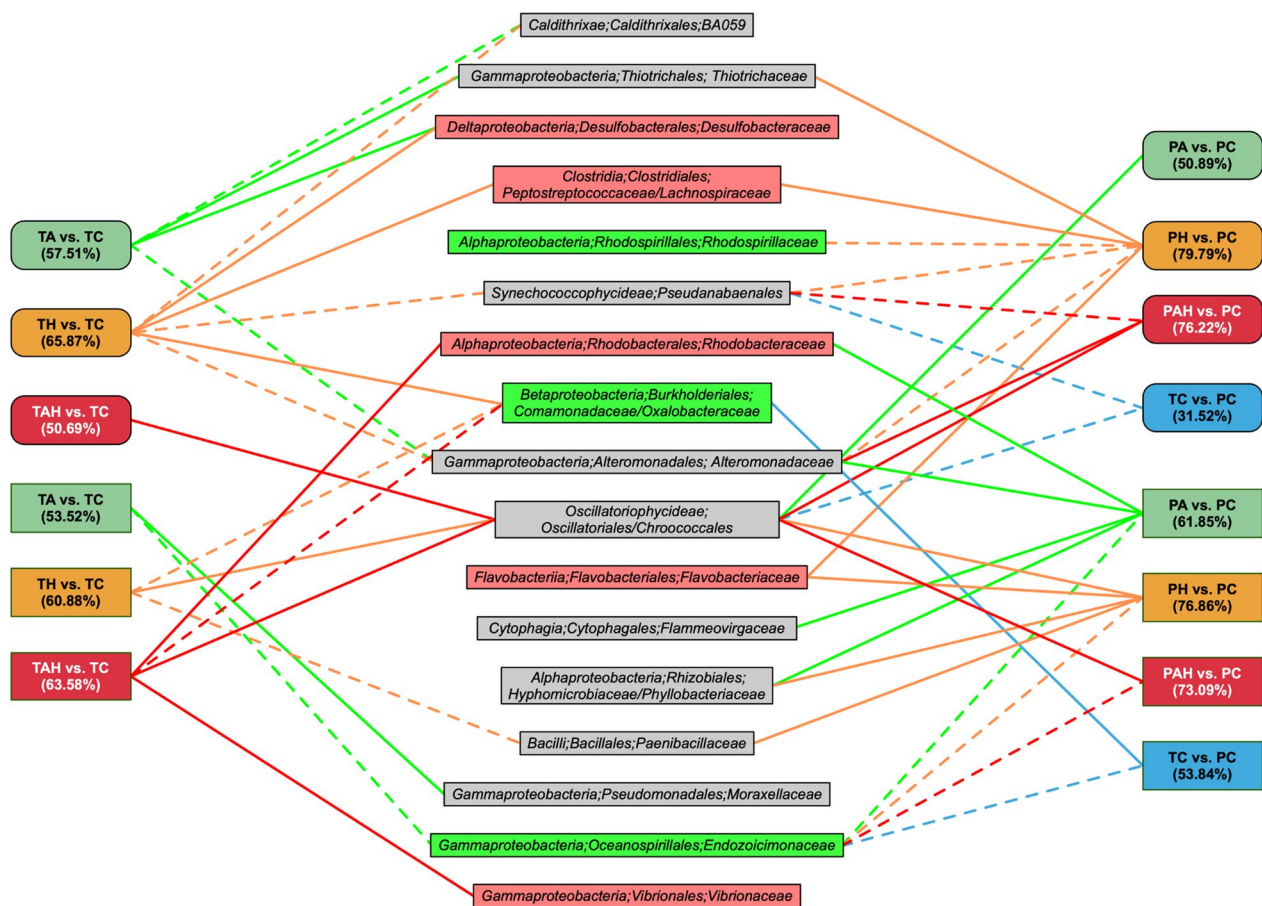 Caldithrixae;Caldithrixales;BA059
Gammaproteobacteria;Thiotrichales; Thiotrichaceae
Deltaproteobacteria;Desulfobacterales;Desulfobacteraceae
Clostridia;Clostridiales;
Peptostreptococcaceae/Lachnospiraceae
Alphaproteobacteria;Rhodospirillales;Rhodospirillaceae
Synechococcophycideae;Pseudanabaenales
Alphaproteobacteria;Rhodobacterales;Rhodobacteraceae
Betaproteobacteria;Burkholderiales;
Comamonadaceae/Oxalobacteraceae
Gammaproteobacteria;Alteromonadales; Alteromonadaceae
Oscillatoriophycideae;
Oscillatoriales/Chroococcales
Flavobacteriia;Flavobacteriales;Flavobacteriaceae
Cytophagia;Cytophagales;Flammeovirgaceae
Alphaproteobacteria;Rhizobiales;
Hyphomicrobiaceae/Phyllobacteriaceae
Bacilli;Bacillales;Paenibacillaceae
Gammaproteobacteria;Pseudomonadales;Moraxellaceae
Gammaproteobacteria;Oceanospirillales;Endozoicimonaceae
Gammaproteobacteria;Vibrionales;Vibrionaceae
TA vs. TC
(57.51%)
TH vs. TC
(65.87%)
TAH vs. TC
(50.69%)
TA vs. TC
(53.52%)
TH vs. TC
(60.88%)
TAH vs. TC
(63.58%)
PA vs. PC
(50.89%)
PH vs. PC
(79.79%)
PAH vs. PC
(76.22%)
TC vs. PC
(31.52%)
PA vs. PC
(61.85%)
PH vs. PC
(76.86%)
PAH vs. PC
(73.09%)
TC vs. PC
(53.84%)